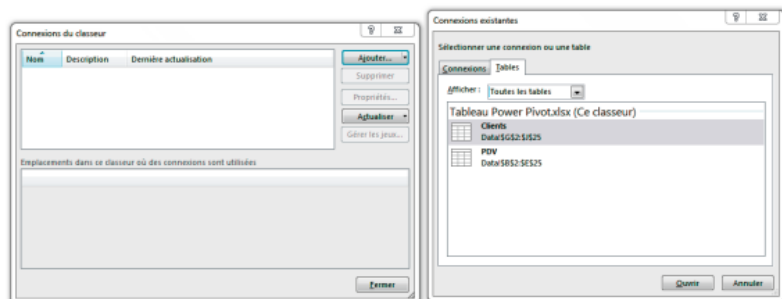 Connexions du classeur
Nom Description Dernière actualisation
Ajouter...
Supprimer
Propriétés...
Actualiser
Gérer les jeux...
Emplacements dans ce classeur où des connexions sont utilisées
Fermer
Connexions existantes
Sélectionner une connexion ou une table
Connexions Tables
Afficher : Toutes les tables
Tableau Power Pivot.xlsx (Ce classeur)
Clients
Data!$G$2:$J$25
PDV
Data!$B$2:$E$25
Ouvrir Annuler